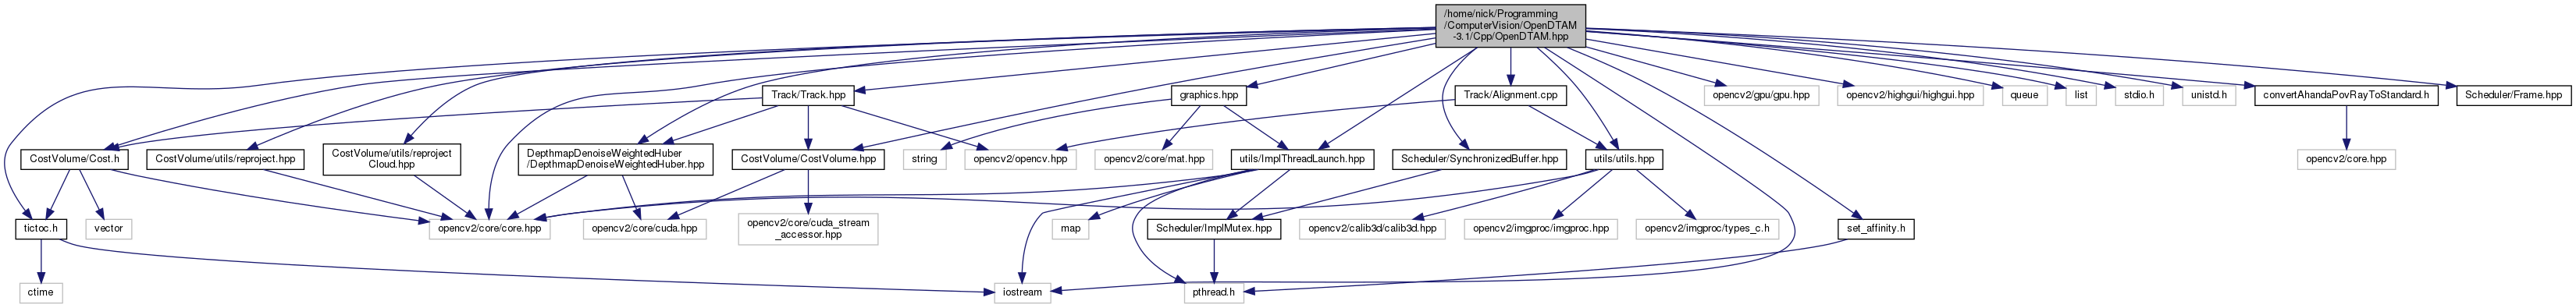 /home/nick/Programming
/ComputerVision/OpenDTAM
-3.1/Cpp/OpenDTAM.hpp
Track/Track.hpp
graphics.hpp
Track/Alignment.cpp
opencv2/gpu/gpu.hpp
opencv2/highgui/highgui.hpp
queue
list
stdio.h
unistd.h
convertAhandaPovRayToStandard.h
Scheduler/Frame.hpp
CostVolume/Cost.h
CostVolume/utils/reproject.hpp
CostVolume/utils/reproject
Cloud.hpp
DepthmapDenoiseWeightedHuber
/DepthmapDenoiseWeightedHuber.hpp
CostVolume/CostVolume.hpp
string
opencv2/opencv.hpp
opencv2/core/mat.hpp
utils/ImplThreadLaunch.hpp
Scheduler/SynchronizedBuffer.hpp
utils/utils.hpp
opencv2/core.hpp
tictoc.h
vector
opencv2/core/core.hpp
opencv2/core/cuda.hpp
opencv2/core/cuda_stream
_accessor.hpp
map
Scheduler/ImplMutex.hpp
opencv2/calib3d/calib3d.hpp
opencv2/imgproc/imgproc.hpp
opencv2/imgproc/types_c.h
set_affinity.h
ctime
iostream
pthread.h